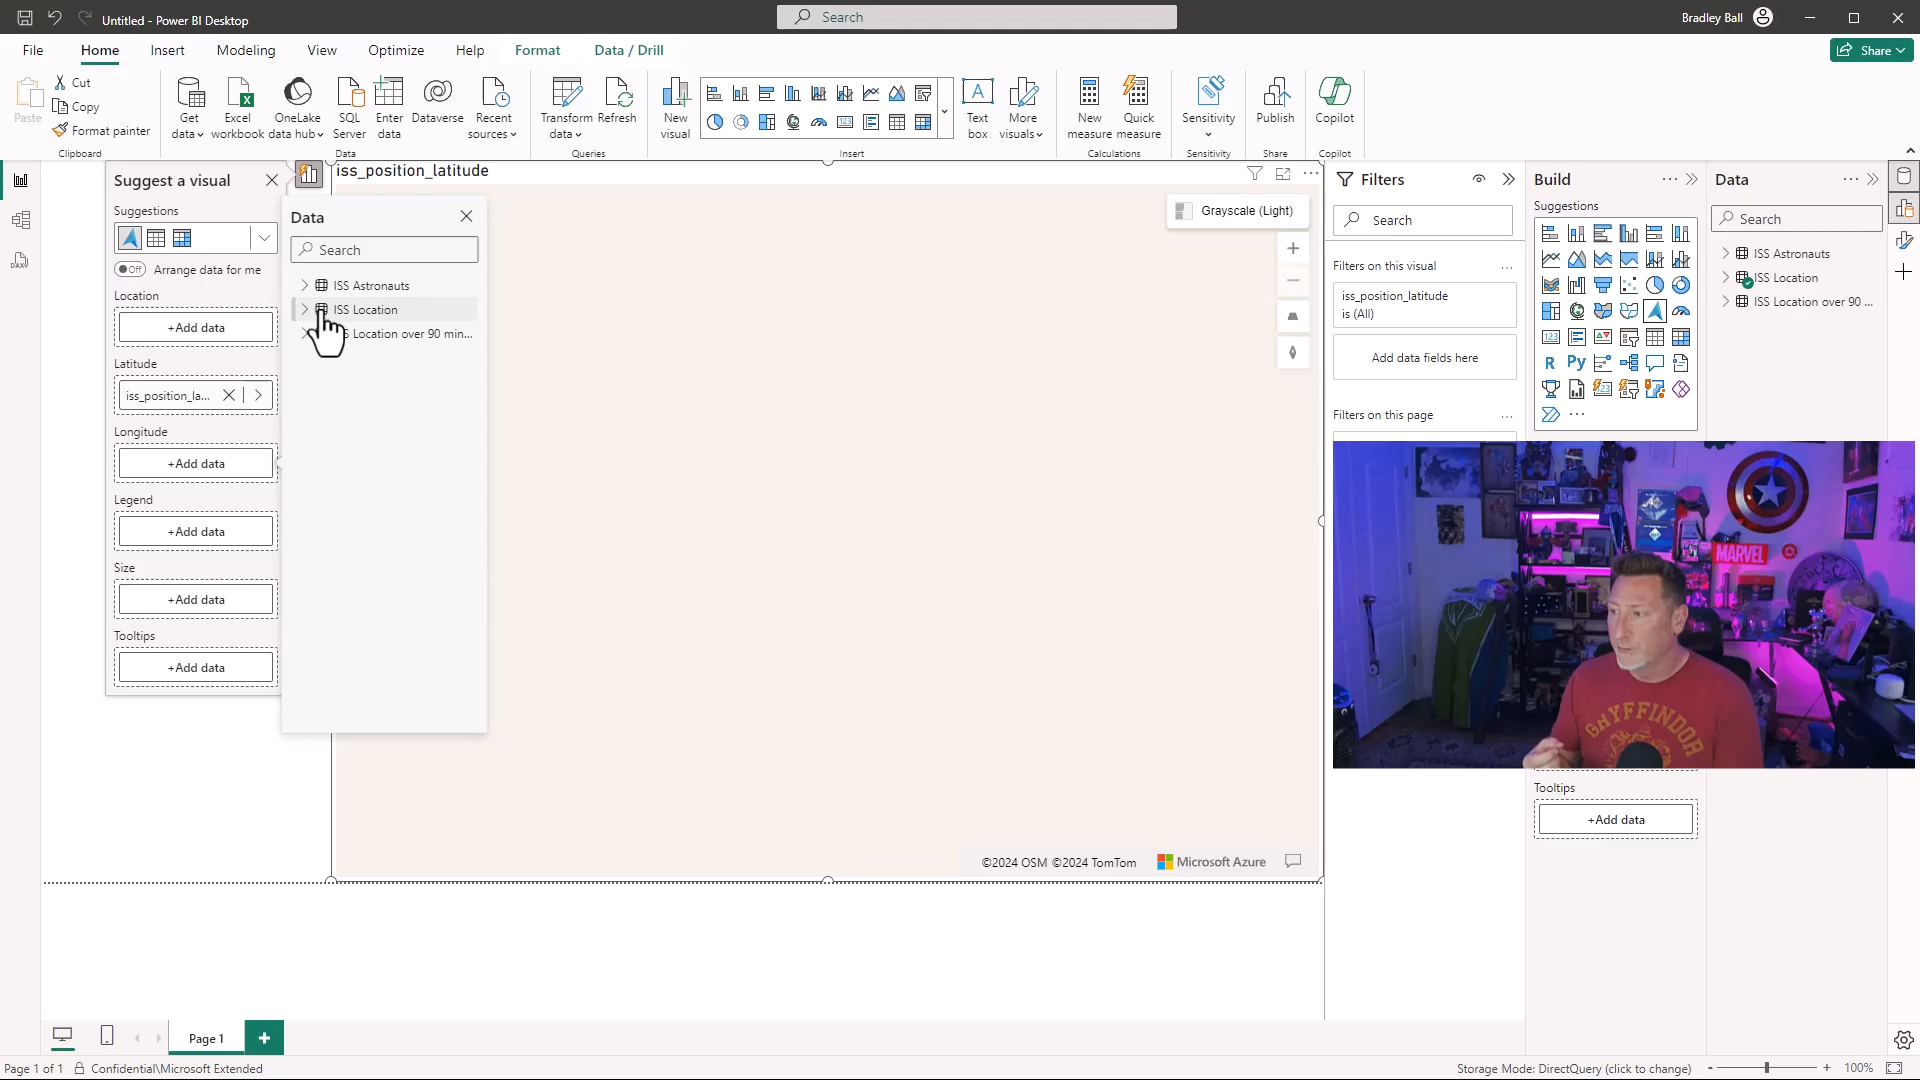 Untitled - Power BI Desktop
Search
Bradley Ball
File
Home
Insert
Modeling
View
Optimize
Help
Format
Data / Drill
Share
Paste
Cut
Copy
Format painter
Clipboard
Get
data
Excel
workbook
OneLake
data hub
SQL
Server
Enter
data
Dataverse
Recent
sources
Data
Transform
data
Refresh
Queries
New
visual
Text
box
More
visuals
Insert
New
measure
Quick
measure
Calculations
Sensitivity
Sensitivity
Publish
Share
Copilot
Copilot
Suggest a visual
Suggestions
Off
Arrange data for me
Location
+Add data
Latitude
iss_position_la...
Longitude
+Add data
Legend
+Add data
Size
+Add data
Tooltips
+Add data
Data
Search
ISS Astronauts
ISS Location
S Location over 90 min...
iss_position_latitude
Grayscale (Light)
©2024 OSM ©2024 TomTom
Microsoft Azure
Filters
Search
Filters on this visual
iss_position_latitude
is (All)
Add data fields here
Filters on this page
Build
Suggestions
R
Py
Data
Search
ISS Astronauts
ISS Location
ISS Location over 90 ...
MARVEL
GRYFFINDOR
Tooltips
+Add data
DAX
Page 1
Page 1 of 1
Confidential\Microsoft Extended
Storage Mode: DirectQuery (click to change)
100%